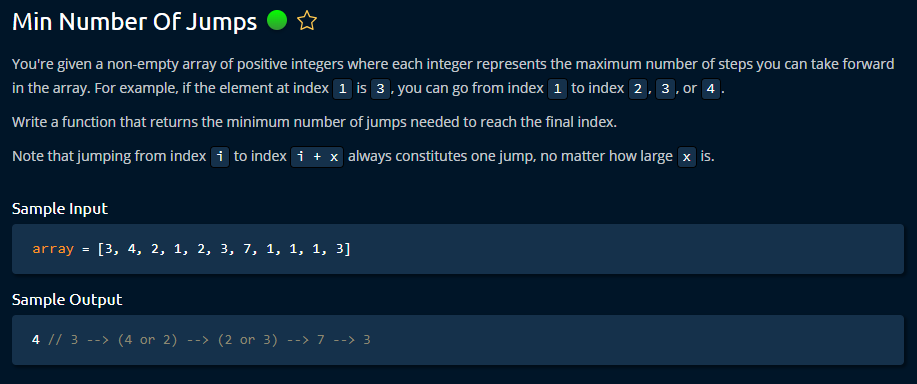 Min Number Of Jumps
You're given a non-empty array of positive integers where each integer represents the maximum number of steps you can take forward
in the array. For example, if the element at index 1 is 3, you can go from index 1 to index 2, 3, or 4.
Write a function that returns the minimum number of jumps needed to reach the final index.
Note that jumping from index i to index i + x always constitutes one jump, no matter how large x is.
Sample Input
array = [3, 4, 2, 1, 2, 3, 7, 1, 1, 1, 3]
Sample Output
4 // 3 --> (4 or 2) --> (2 or 3) --> 7 --> 3